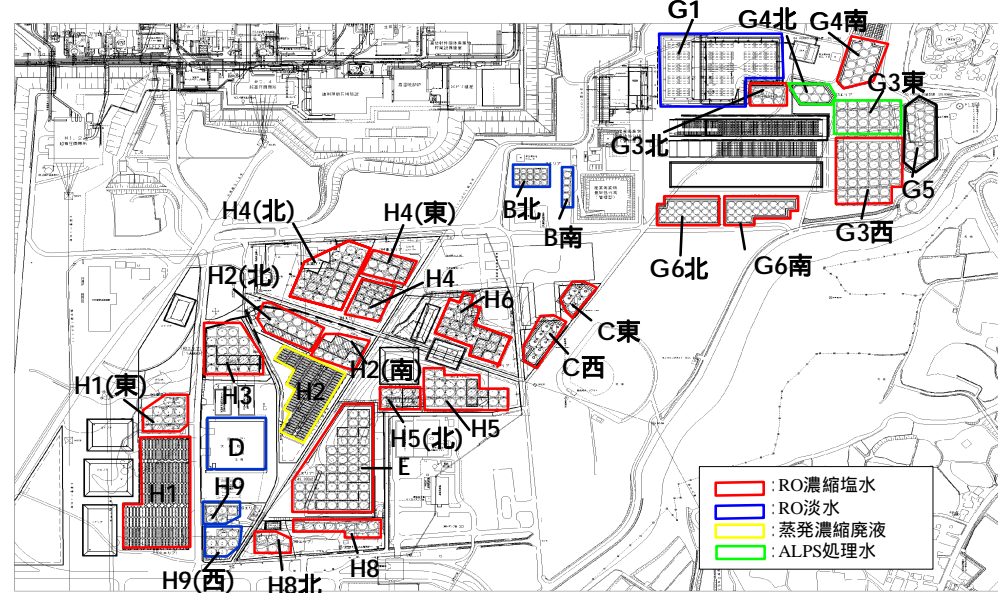 G1
G4北
G4南
G3東
G3北
G5
B北
B南
G3西
H4(北)
H4(東)
G6北
G6南
H2(北)
H4
H6
C東
C西
H2(南)
H1(東)
H3
H2
H5(北)
H5
D
E
H1
H9
H9(西)
H8北
H8
:RO濃縮塩水
:RO淡水
:蒸発濃縮廃液
:ALPS処理水